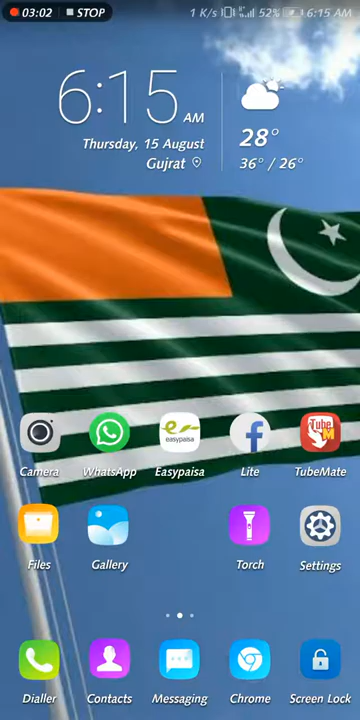 03:02 STOP 1 K/s 52% 6:15 AM
6:15 AM
Thursday, 15 August
Gujrat
28°
36° / 26°
easypaisa
Tube
M
Camera WhatsApp Easypaisa Lite TubeMate
Files Gallery Torch Settings
Dialler Contacts Messaging Chrome Screen Lock